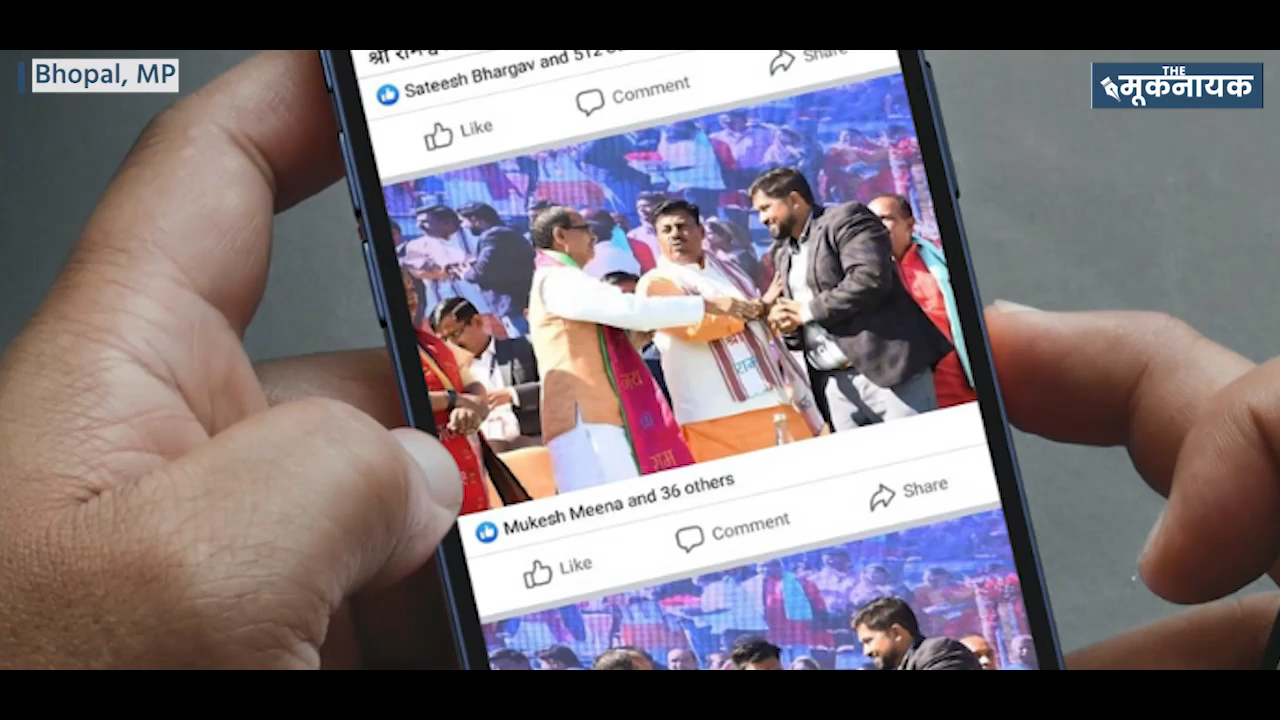 Bhopal, MP
THE
मूकनायक
श्री राम
Sateesh Bhargav and 512
Like
Comment
Share
श्री
राम
जय
श्री
राम
Mukesh Meena and 36 others
Like
Comment
Share